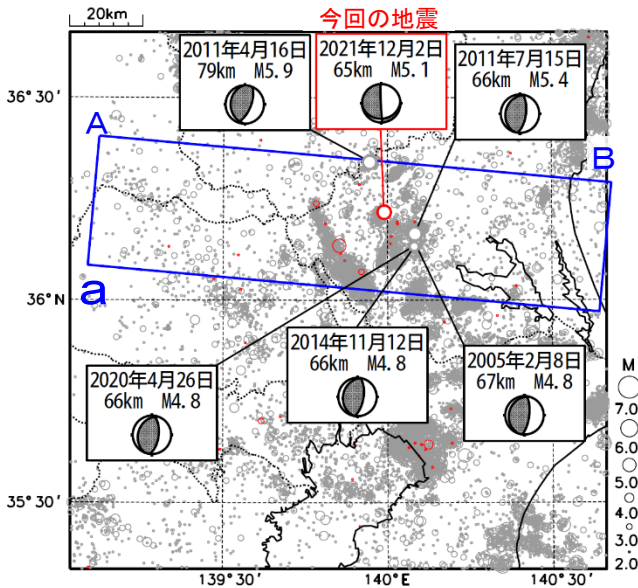 20km
今回の地震
2011年4月16日
79km M5.9
2021年12月2日
65km M5.1
2011年7月15日
66km M5.4
36°30′
A
B
a
36°N
2014年11月12日
66km M4.8
2020年4月26日
66km M4.8
2005年2月8日
67km M4.8
M
7.0
6.0
5.0
4.0
3.0
2.0
35°30′
139°30′
140°00′
140°30′